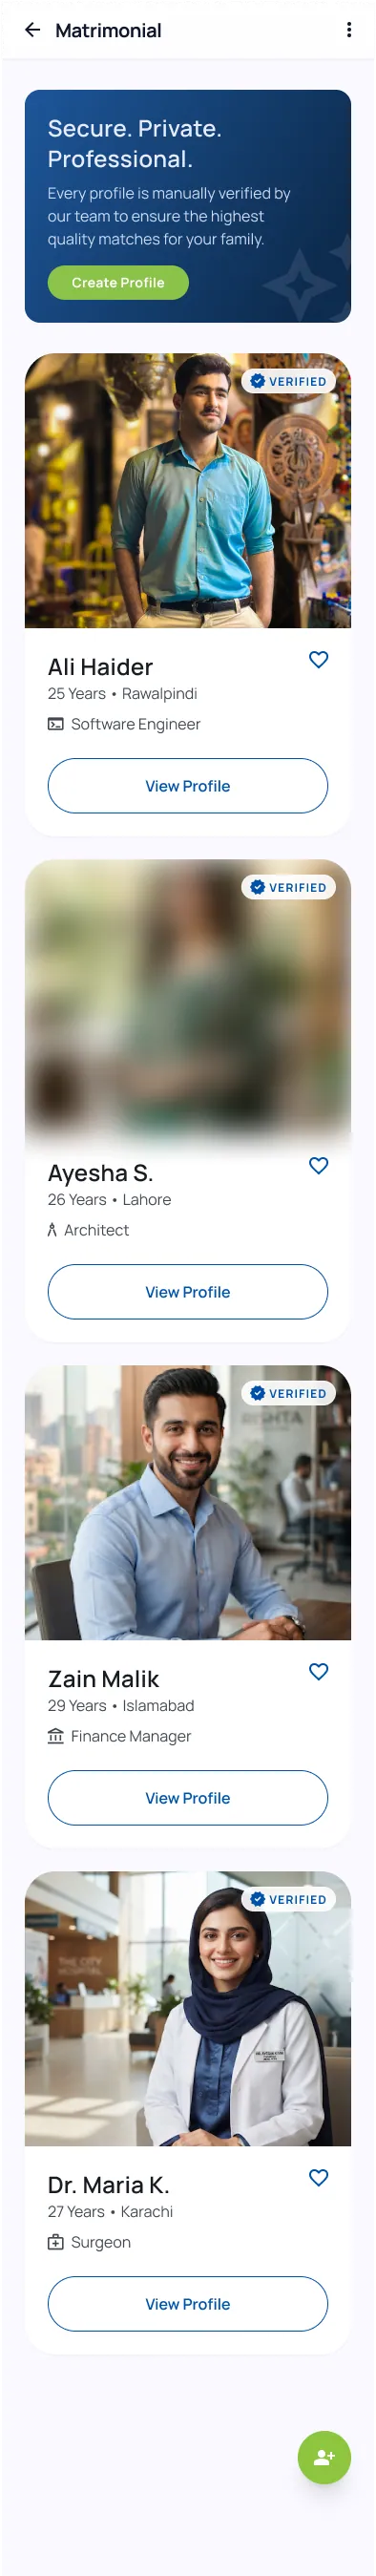 Matrimonial
Secure. Private.
Professional.
Every profile is manually verified by
our team to ensure the highest
quality matches for your family.
Create Profile
VERIFIED
Ali Haider
25 Years • Rawalpindi
Software Engineer
View Profile
VERIFIED
Ayesha S.
26 Years • Lahore
Architect
View Profile
VERIFIED
Zain Malik
29 Years • Islamabad
Finance Manager
View Profile
VERIFIED
THE CITY
HOSPITAL
Dr. Maria K.
27 Years • Karachi
Surgeon
View Profile